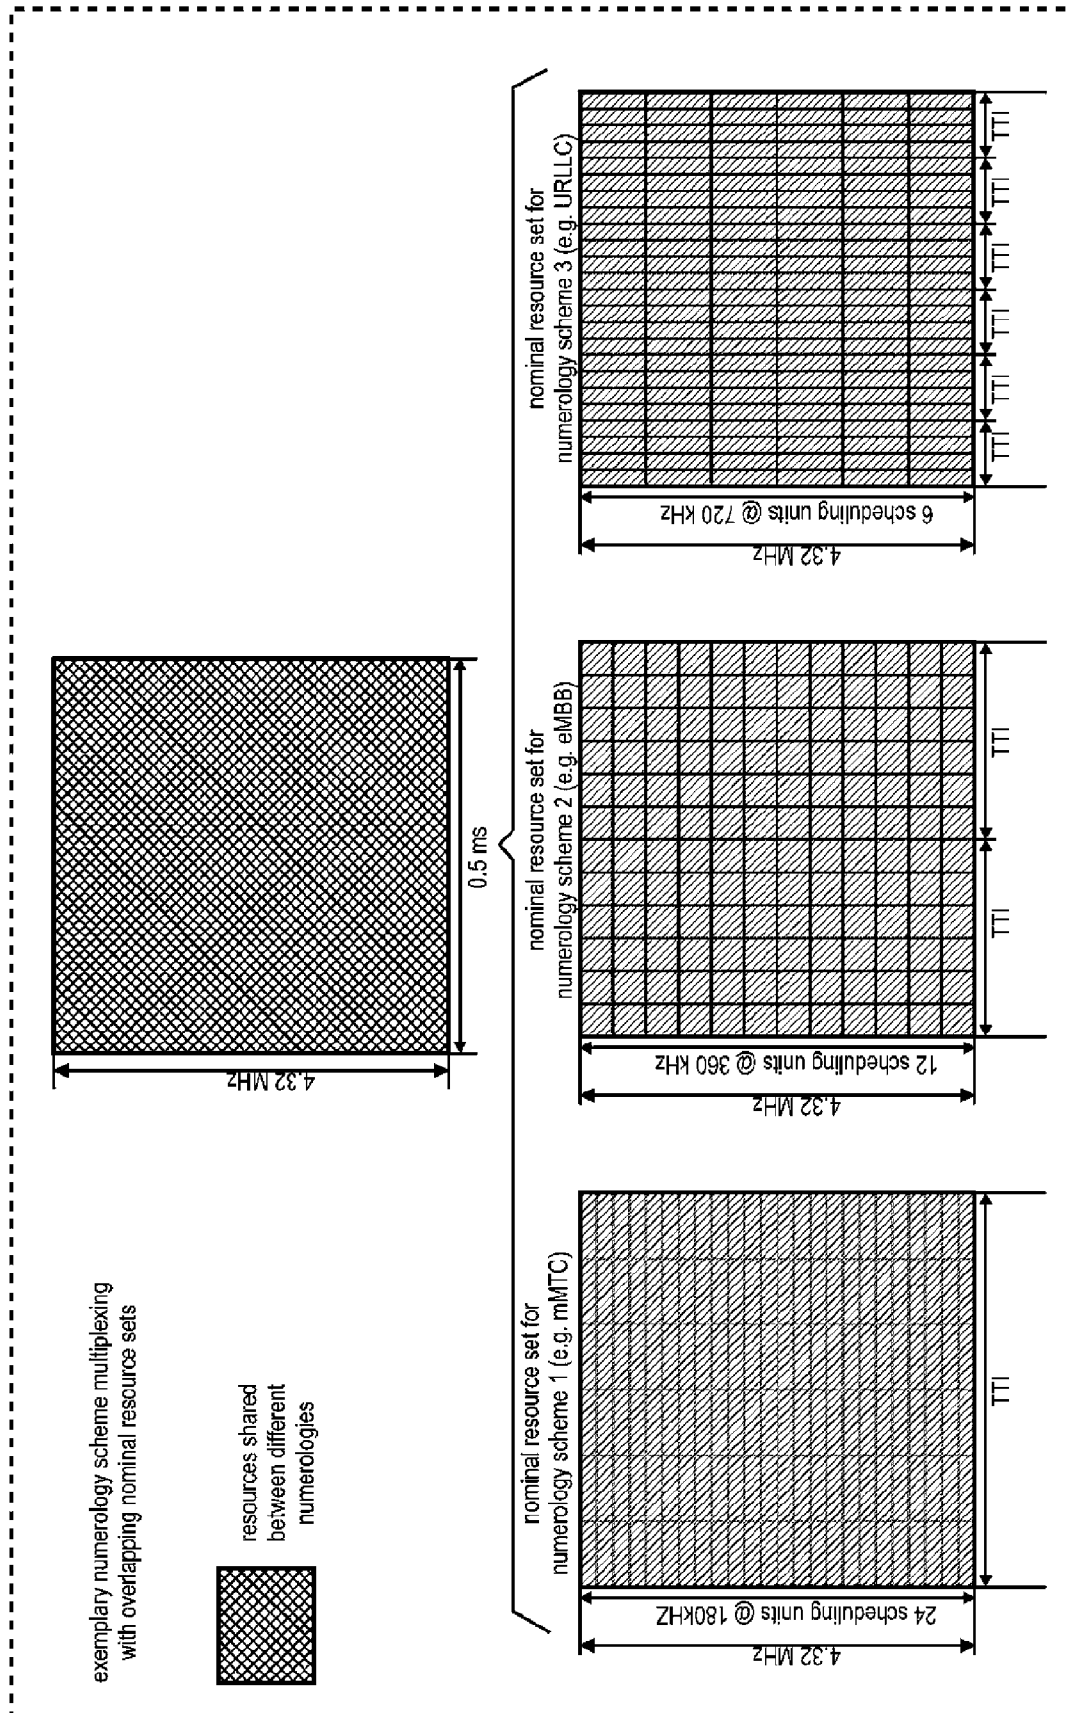 exemplary numerology scheme multiplexing
with overlapping nominal resource sets
resources shared
between different
numerologies
4.32 MHz
0.5 ms
nominal resource set for
numerology scheme 1 (e.g. mMTC)
4.32 MHz
24 scheduling units @ 180kHZ
TTI
nominal resource set for
numerology scheme 2 (e.g. eMBB)
4.32 MHz
12 scheduling units @ 360 kHz
TTI
TTI
nominal resource set for
numerology scheme 3 (e.g. URLLC)
4.32 MHz
6 scheduling units @ 720 kHz
TTI
TTI
TTI
TTI
TTI
TTI